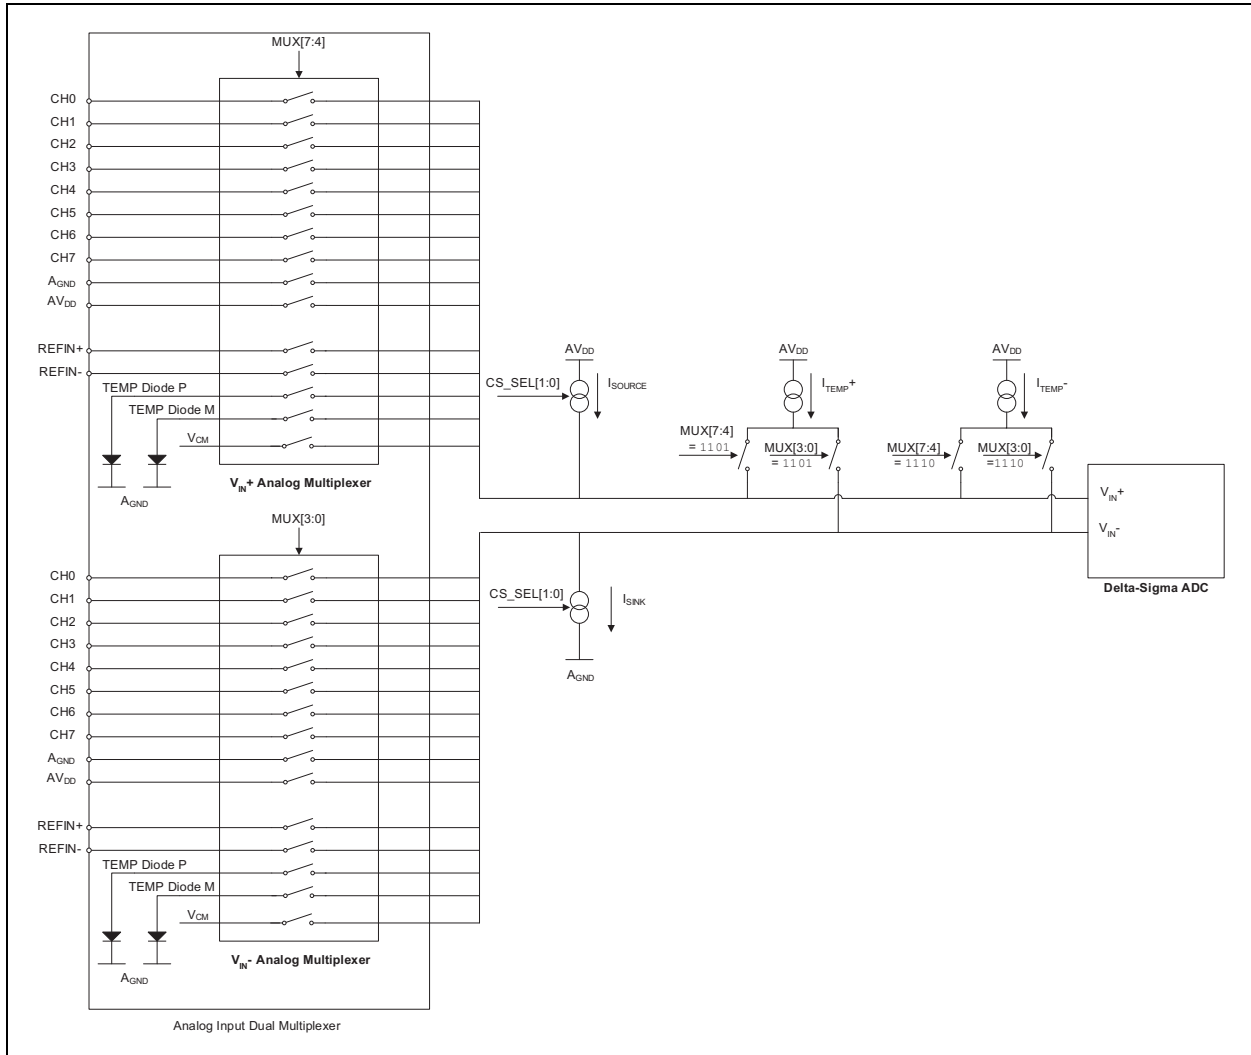 MUX[7:4]
CH0
CH1
CH2
CH3
CH4
CH5
CH6
CH7
AGND
AVDD
REFIN+
REFIN-
TEMP Diode P
TEMP Diode M
VCM
AGND
VIN+ Analog Multiplexer
MUX[3:0]
CH0
CH1
CH2
CH3
CH4
CH5
CH6
CH7
AGND
AVDD
REFIN+
REFIN-
TEMP Diode P
TEMP Diode M
VCM
AGND
VIN- Analog Multiplexer
Analog Input Dual Multiplexer
AVDD
CS_SEL[1:0]
ISOURCE
CS_SEL[1:0]
ISINK
AGND
AVDD
ITEMP+
MUX[7:4]
= 1101
MUX[3:0]
= 1101
AVDD
ITEMP-
MUX[7:4]
= 1110
MUX[3:0]
=1110
VIN+
VIN-
Delta-Sigma ADC